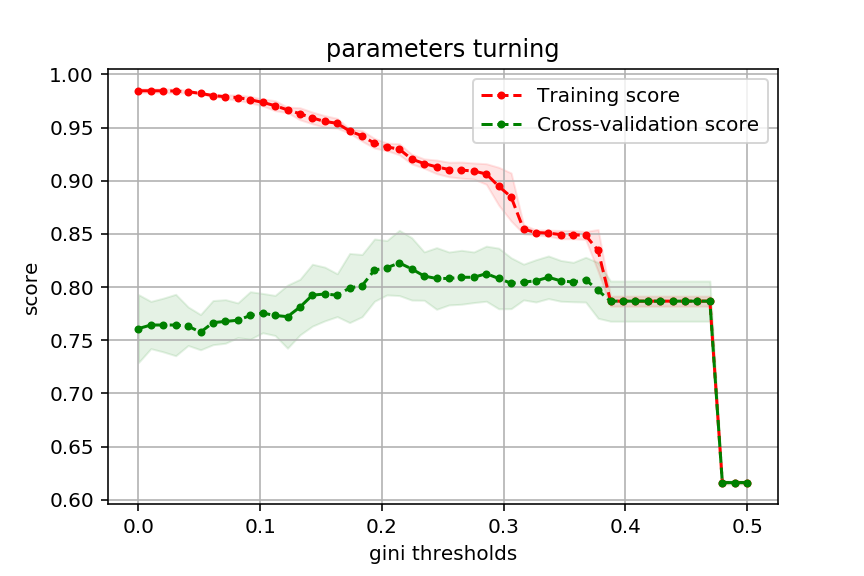 parameters turning
Training score
Cross-validation score
1.00
0.95
0.90
0.85
0.80
0.75
0.70
0.65
0.60
score
0.0 0.1 0.2 0.3 0.4 0.5
gini thresholds